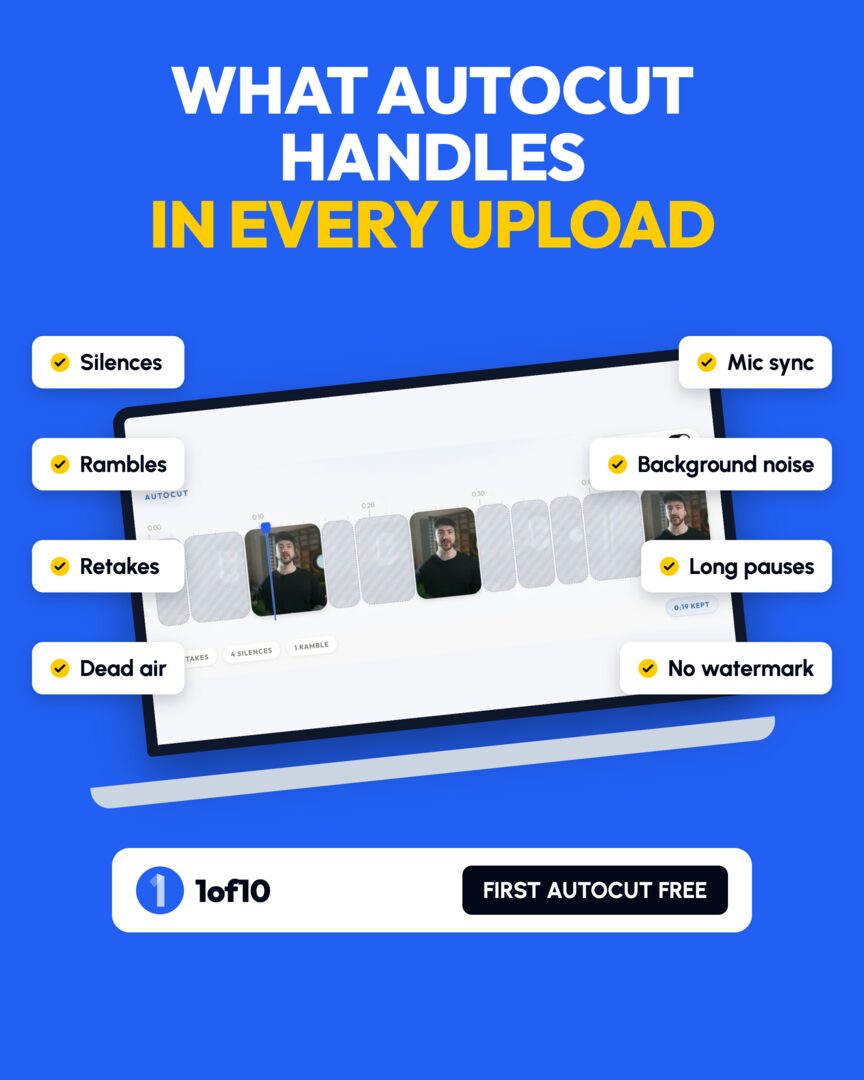 WHAT AUTOCUT
HANDLES
IN EVERY UPLOAD
Silences
Mic sync
Rambles
Background noise
AUTOCUT
0:00
0:10
0:20
0:30
Retakes
Long pauses
0:19 KEPT
4 SILENCES
1 RAMBLE
Dead air
No watermark
1of10
FIRST AUTOCUT FREE